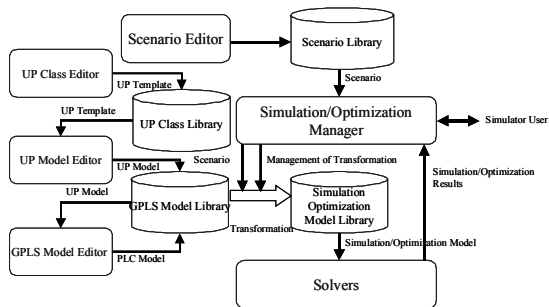 Scenario Editor
Scenario Library
UP Class Editor
UP Template
Scenario
UP Template
UP Class Library
Simulation/Optimization
Manager
Simulator User
UP Model Editor
UP Model
Scenario
Management of Transformation
Simulation/Optimization
Results
UP Model
GPLS Model Library
Transformation
Simulation
Optimization
Model Library
GPLS Model Editor
PLC Model
Simulation/Optimization Model
Solvers